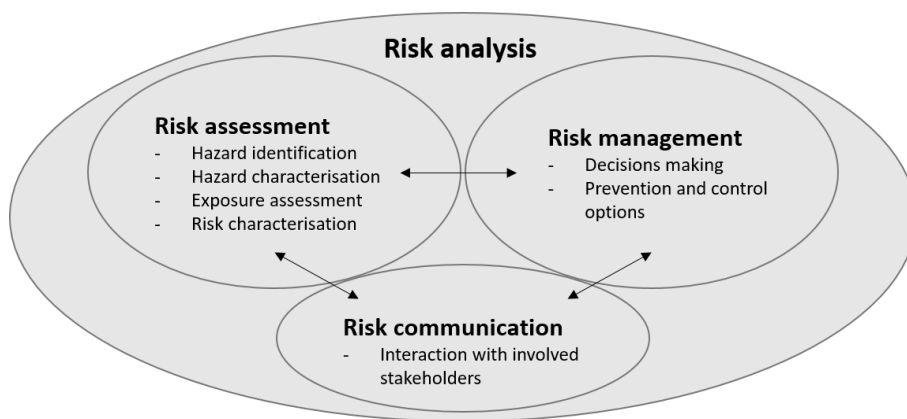 Risk analysis
Risk assessment
- Hazard identification
- Hazard characterisation
- Exposure assessment
- Risk characterisation
Risk management
- Decisions making
- Prevention and control
options
Risk communication
- Interaction with involved
stakeholders